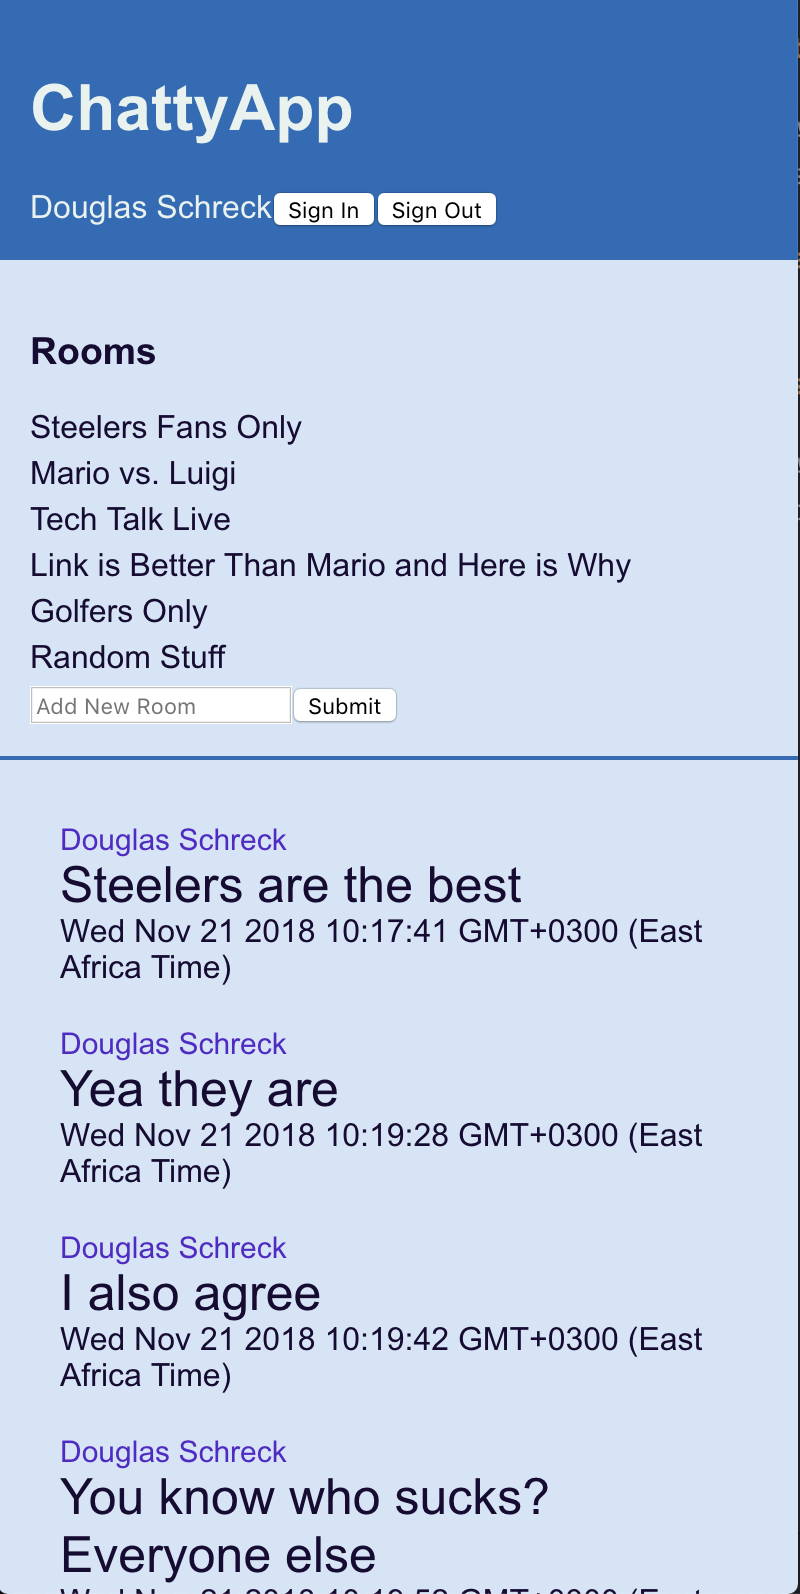 ChattyApp
Douglas Schreck Sign In Sign Out
Rooms
Steelers Fans Only
Mario vs. Luigi
Tech Talk Live
Link is Better Than Mario and Here is Why
Golfers Only
Random Stuff
Add New Room Submit
Douglas Schreck
Steelers are the best
Wed Nov 21 2018 10:17:41 GMT+0300 (East
Africa Time)
Douglas Schreck
Yea they are
Wed Nov 21 2018 10:19:28 GMT+0300 (East
Africa Time)
Douglas Schreck
I also agree
Wed Nov 21 2018 10:19:42 GMT+0300 (East
Africa Time)
Douglas Schreck
You know who sucks?
Everyone else